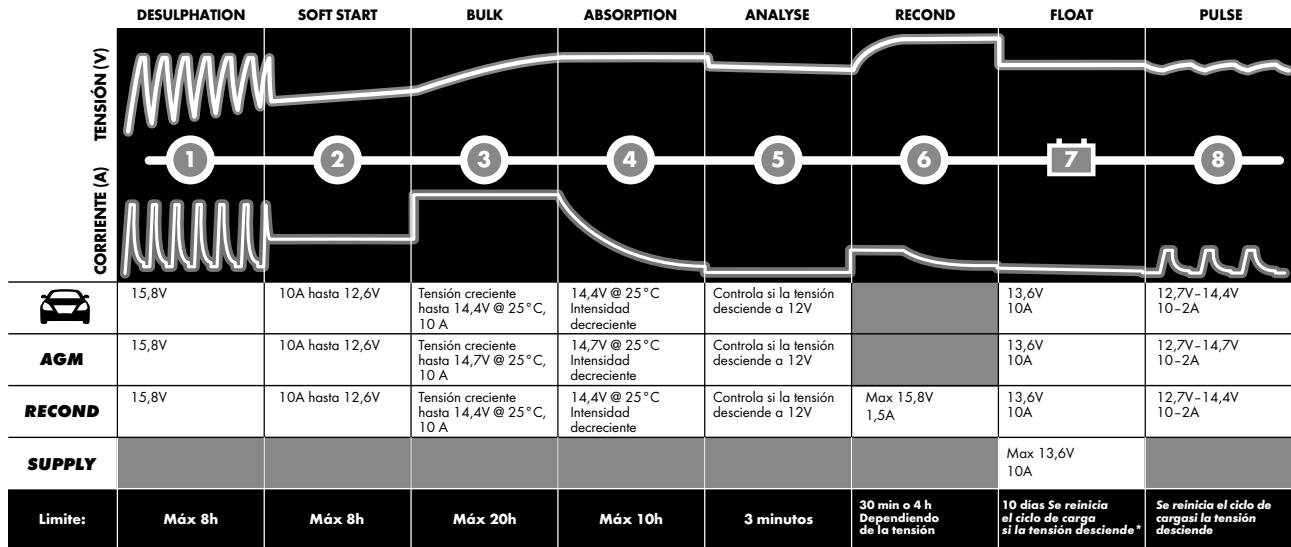 DESULPHATION SOFT START BULK ABSORPTION ANALYSE RECOND FLOAT PULSE
TENSIÓN (V)
1 2 3 4 5 6 7 8
CORRIENTE (A)
15,8V
10A hasta 12,6V
Tensión creciente
hasta 14,4V @ 25°C,
10 A
14,4V @ 25°C
Intensidad
decreciente
Controla si la tensión
desciende a 12V
13,6V
10A
12,7V–14,4V
10–2A
AGM
15,8V
10A hasta 12,6V
Tensión creciente
hasta 14,7V @ 25°C,
10 A
14,7V @ 25°C
Intensidad
decreciente
Controla si la tensión
desciende a 12V
13,6V
10A
12,7V–14,7V
10–2A
RECOND
15,8V
10A hasta 12,6V
Tensión creciente
hasta 14,4V @ 25°C,
10 A
14,4V @ 25°C
Intensidad
decreciente
Controla si la tensión
desciende a 12V
Max 15,8V
1,5A
13,6V
10A
12,7V–14,4V
10–2A
SUPPLY
Max 13,6V
10A
Limite:
Máx 8h
Máx 8h
Máx 20h
Máx 10h
3 minutos
30 min o 4 h
Dependiendo
de la tensión
10 días Se reinicia
el ciclo de carga
si la tensión desciende*
Se reinicia el ciclo de
cargasi la tensión
desciende